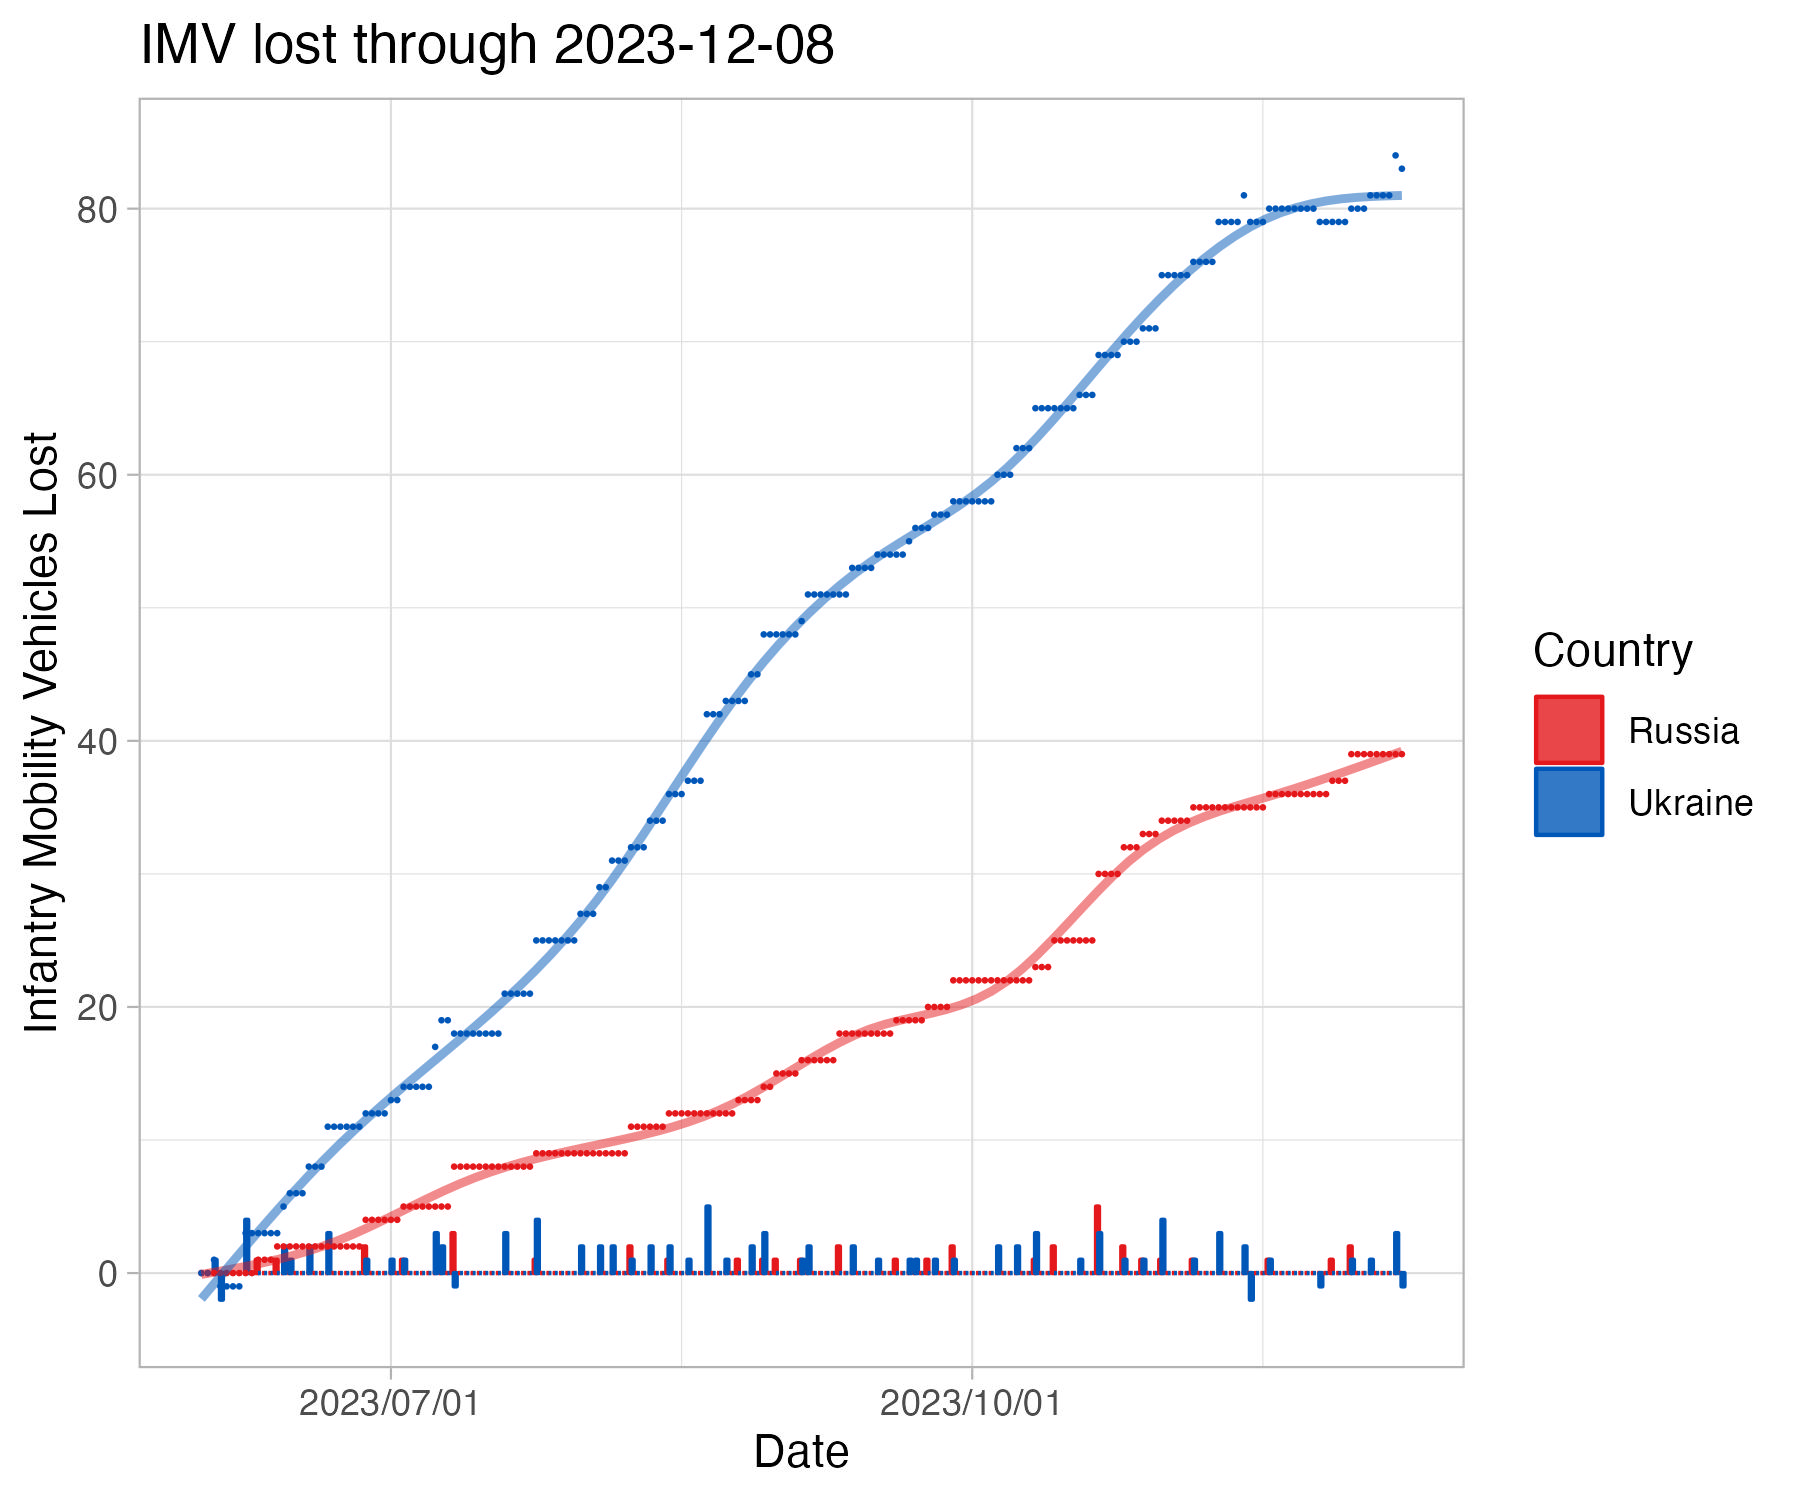 IMV lost through 2023-12-08
Infantry Mobility Vehicles Lost
80
60
40
20
0
2023/07/01
2023/10/01
Date
Country
Russia
Ukraine